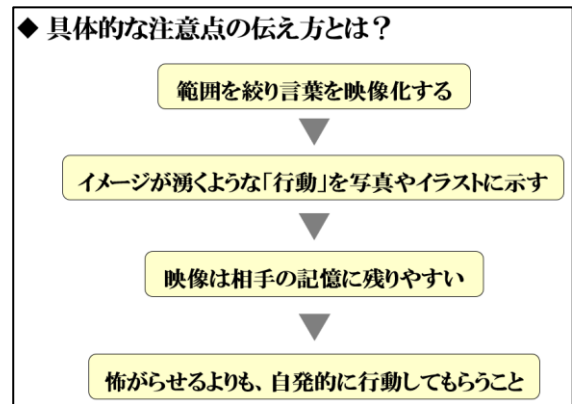 ◆ 具体的な注意点の伝え方とは？
範囲を絞り言葉を映像化する
イメージが湧くような「行動」を写真やイラストに示す
映像は相手の記憶に残りやすい
怖がらせるよりも、自発的に行動してもらうこと